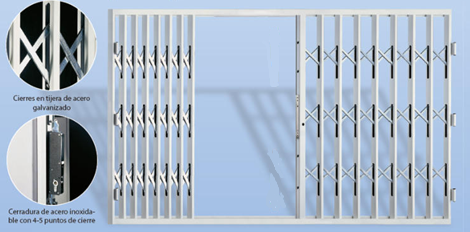 Cierres en tijera de acero
galvanizado
Cerradura de acero inoxida-
ble con 4-5 puntos de cierre